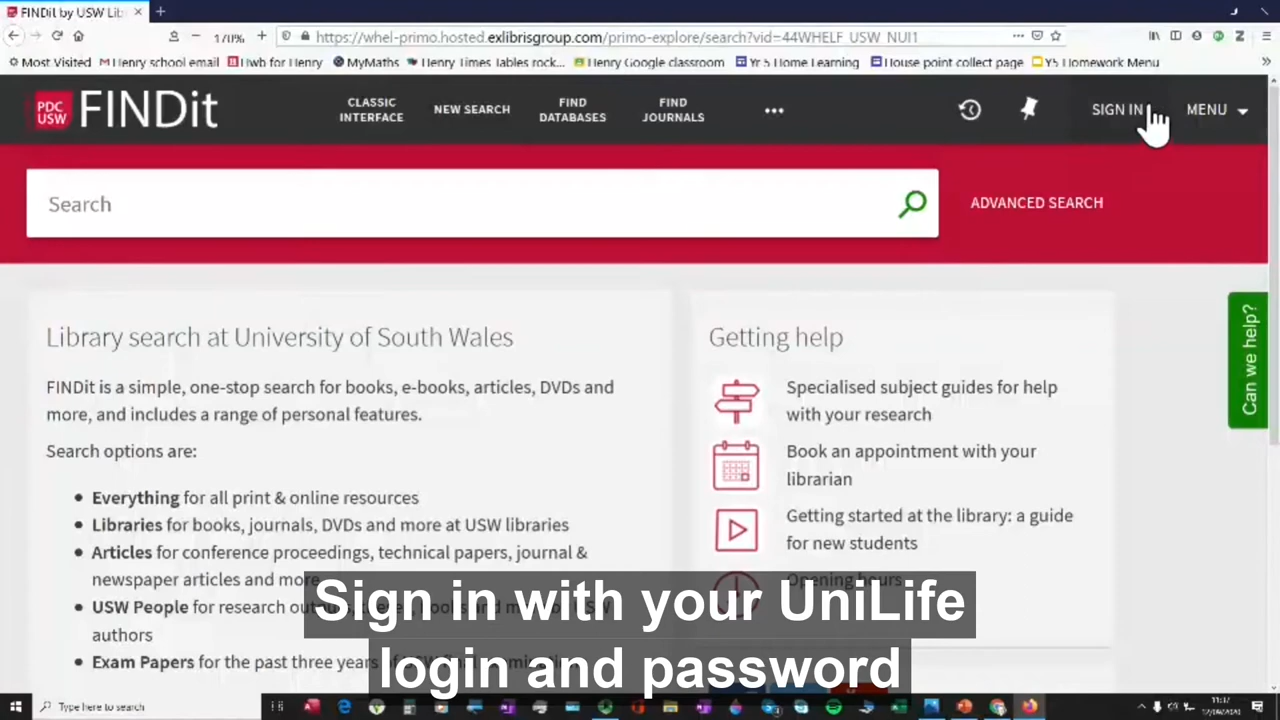 FINDit by USW Lib
170%
https://whel-primo.hosted.exlibrisgroup.com/primo-explore/search?vid=44WHELF_USW_NUI1
Most Visited
Henry school email
Hwb for Henry
MyMaths
Henry Times Tables rock...
Henry Google classroom
Yr 5 Home Learning
House point collect page
Y5 Homework Menu
PDC
USW
FINDit
CLASSIC
INTERFACE
NEW SEARCH
FIND
DATABASES
FIND
JOURNALS
SIGN IN
MENU
Search
ADVANCED SEARCH
Can we help?
Library search at University of South Wales
FINDit is a simple, one-stop search for books, e-books, articles, DVDs and
more, and includes a range of personal features.
Search options are:
Everything for all print & online resources
Libraries for books, journals, DVDs and more at USW libraries
Articles for conference proceedings, technical papers, journal &
newspaper articles and more
USW People for research
authors
Exam Papers for the past three years
Getting help
Specialised subject guides for help
with your research
Book an appointment with your
librarian
Getting started at the library: a guide
for new students
Opening hours
Sign in with your UniLife
login and password
Type here to search
11:37